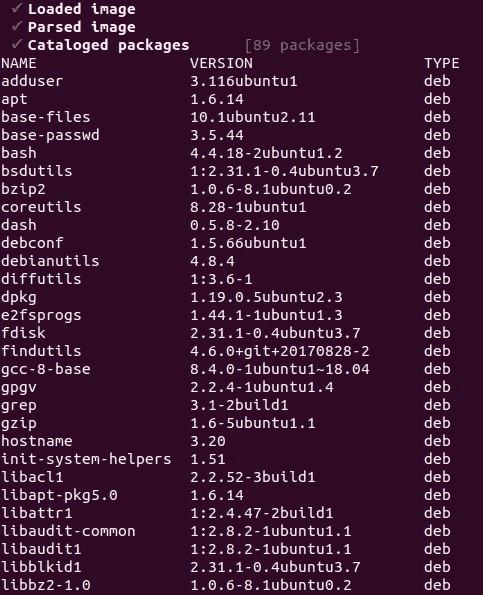 ✔ Loaded image
✔ Parsed image
✔ Cataloged packages [89 packages]
NAME VERSION TYPE
adduser 3.116ubuntu1 deb
apt 1.6.14 deb
base-files 10.1ubuntu2.11 deb
base-passwd 3.5.44 deb
bash 4.4.18-2ubuntu1.2 deb
bsdutils 1:2.31.1-0.4ubuntu3.7 deb
bzip2 1.0.6-8.1ubuntu0.2 deb
coreutils 8.28-1ubuntu1 deb
dash 0.5.8-2.10 deb
debconf 1.5.66ubuntu1 deb
debianutils 4.8.4 deb
diffutils 1:3.6-1 deb
dpkg 1.19.0.5ubuntu2.3 deb
e2fsprogs 1.44.1-1ubuntu1.3 deb
fdisk 2.31.1-0.4ubuntu3.7 deb
findutils 4.6.0+git+20170828-2 deb
gcc-8-base 8.4.0-1ubuntu1~18.04 deb
gpgv 2.2.4-1ubuntu1.4 deb
grep 3.1-2build1 deb
gzip 1.6-5ubuntu1.1 deb
hostname 3.20 deb
init-system-helpers 1.51 deb
libacl1 2.2.52-3build1 deb
libapt-pkg5.0 1.6.14 deb
libattr1 1:2.4.47-2build1 deb
libaudit-common 1:2.8.2-1ubuntu1.1 deb
libaudit1 1:2.8.2-1ubuntu1.1 deb
libblkid1 2.31.1-0.4ubuntu3.7 deb
libbz2-1.0 1.0.6-8.1ubuntu0.2 deb